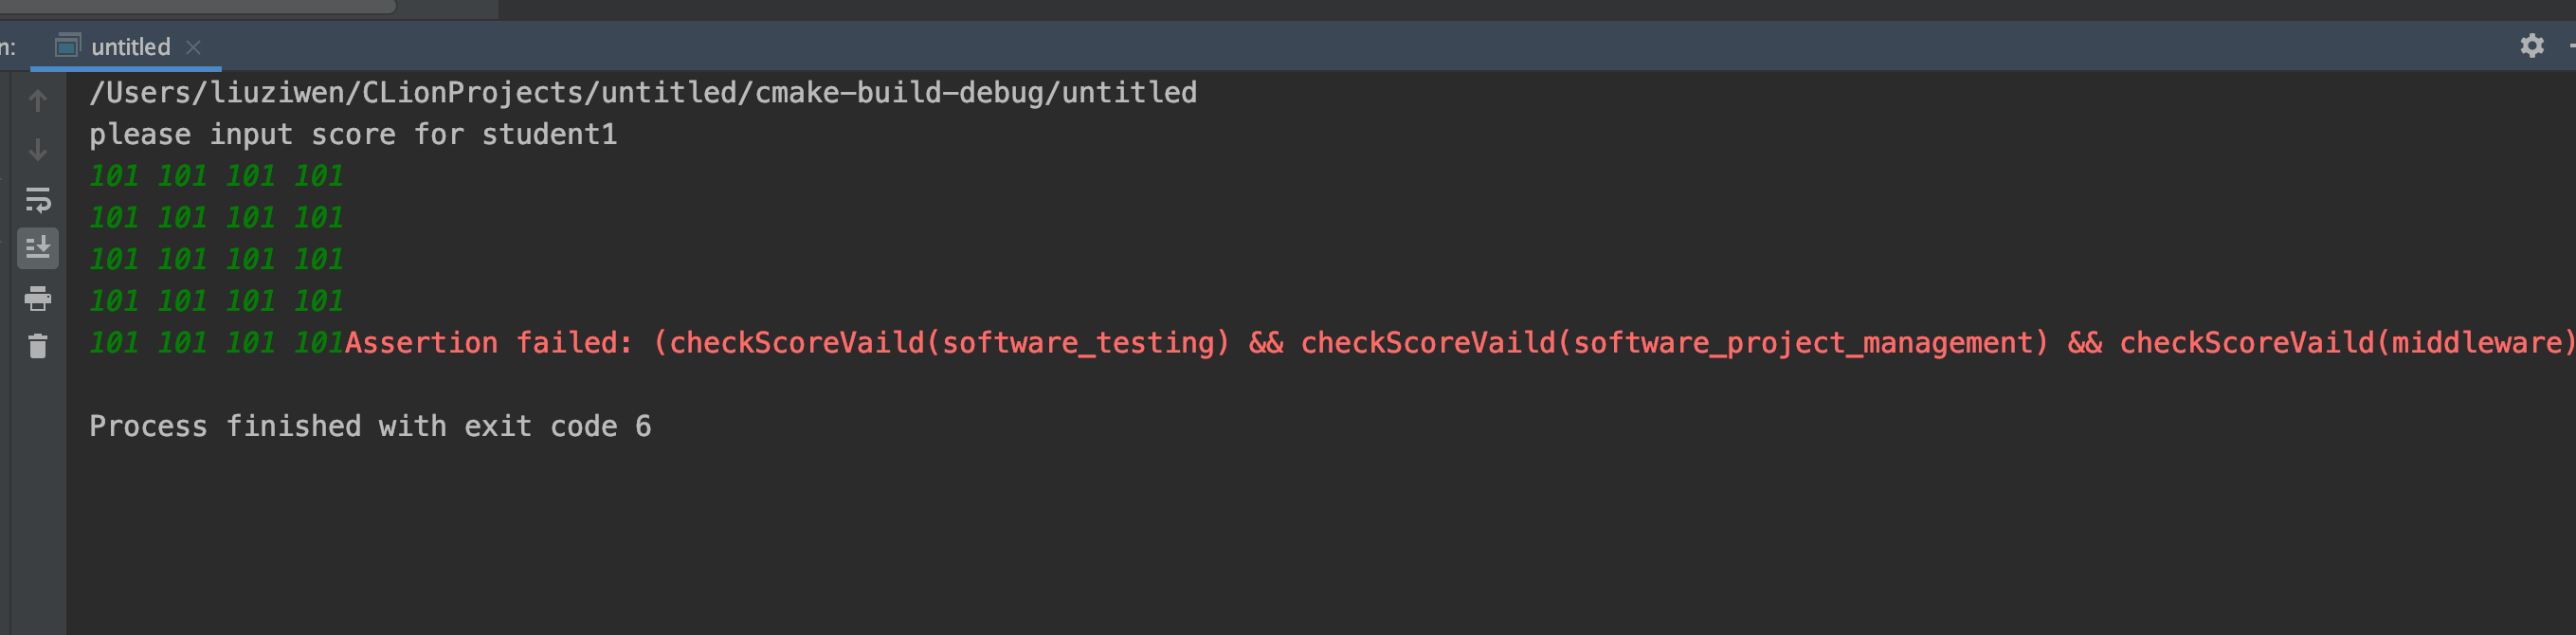 n:
untitled
/Users/liuziwen/CLionProjects/untitled/cmake-build-debug/untitled
please input score for student1
101 101 101 101
101 101 101 101
101 101 101 101
101 101 101 101
101 101 101 101Assertion failed: (checkScoreVaild(software_testing) && checkScoreVaild(software_project_management) && checkScoreVaild(middleware)
Process finished with exit code 6